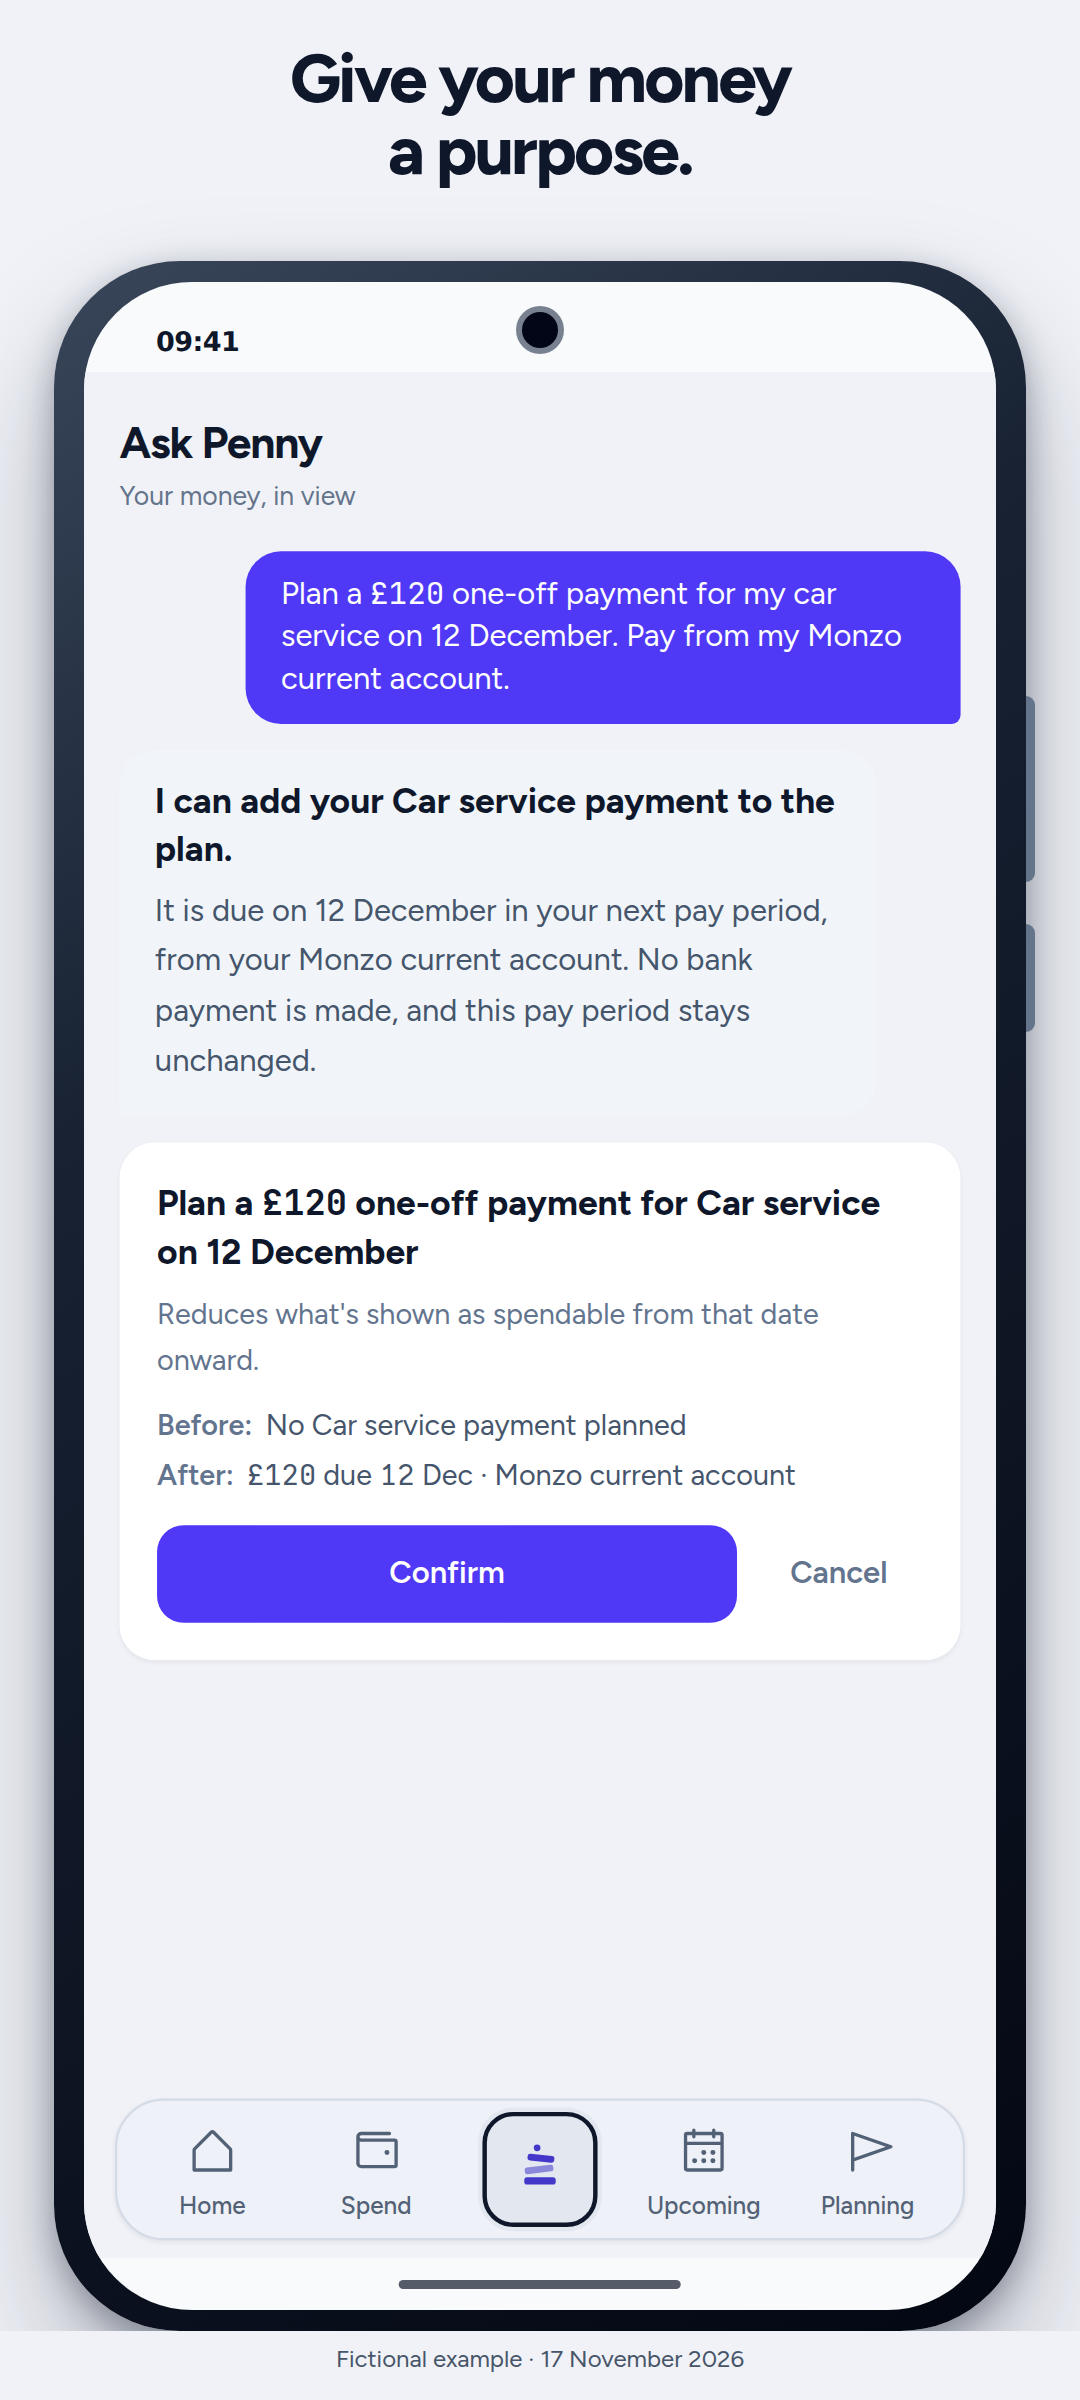 Give your money
a purpose.
09:41
Ask Penny
Your money, in view
Plan a £120 one-off payment for my car
service on 12 December. Pay from my Monzo
current account.
I can add your Car service payment to the
plan.
It is due on 12 December in your next pay period,
from your Monzo current account. No bank
payment is made, and this pay period stays
unchanged.
Plan a £120 one-off payment for Car service
on 12 December
Reduces what's shown as spendable from that date
onward.
Before: No Car service payment planned
After: £120 due 12 Dec · Monzo current account
Confirm Cancel
Home Spend Upcoming Planning
Fictional example · 17 November 2026